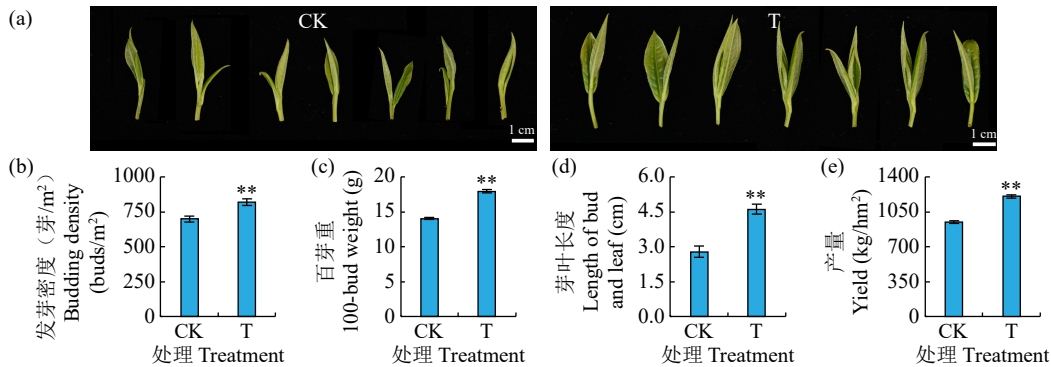 (a)
CK
1 cm
T
1 cm
(b)
发芽密度（芽/m²）
Budding density
(buds/m²)
1000
750
500
250
0
**
CK T
处理 Treatment
(c)
百芽重
100-bud weight (g)
20
15
10
5
0
**
CK T
处理 Treatment
(d)
芽叶长度
Length of bud
and leaf (cm)
6.0
4.5
3.0
1.5
0.0
**
CK T
处理 Treatment
(e)
产量
Yield (kg/hm²)
1400
1050
700
350
0
**
CK T
处理 Treatment